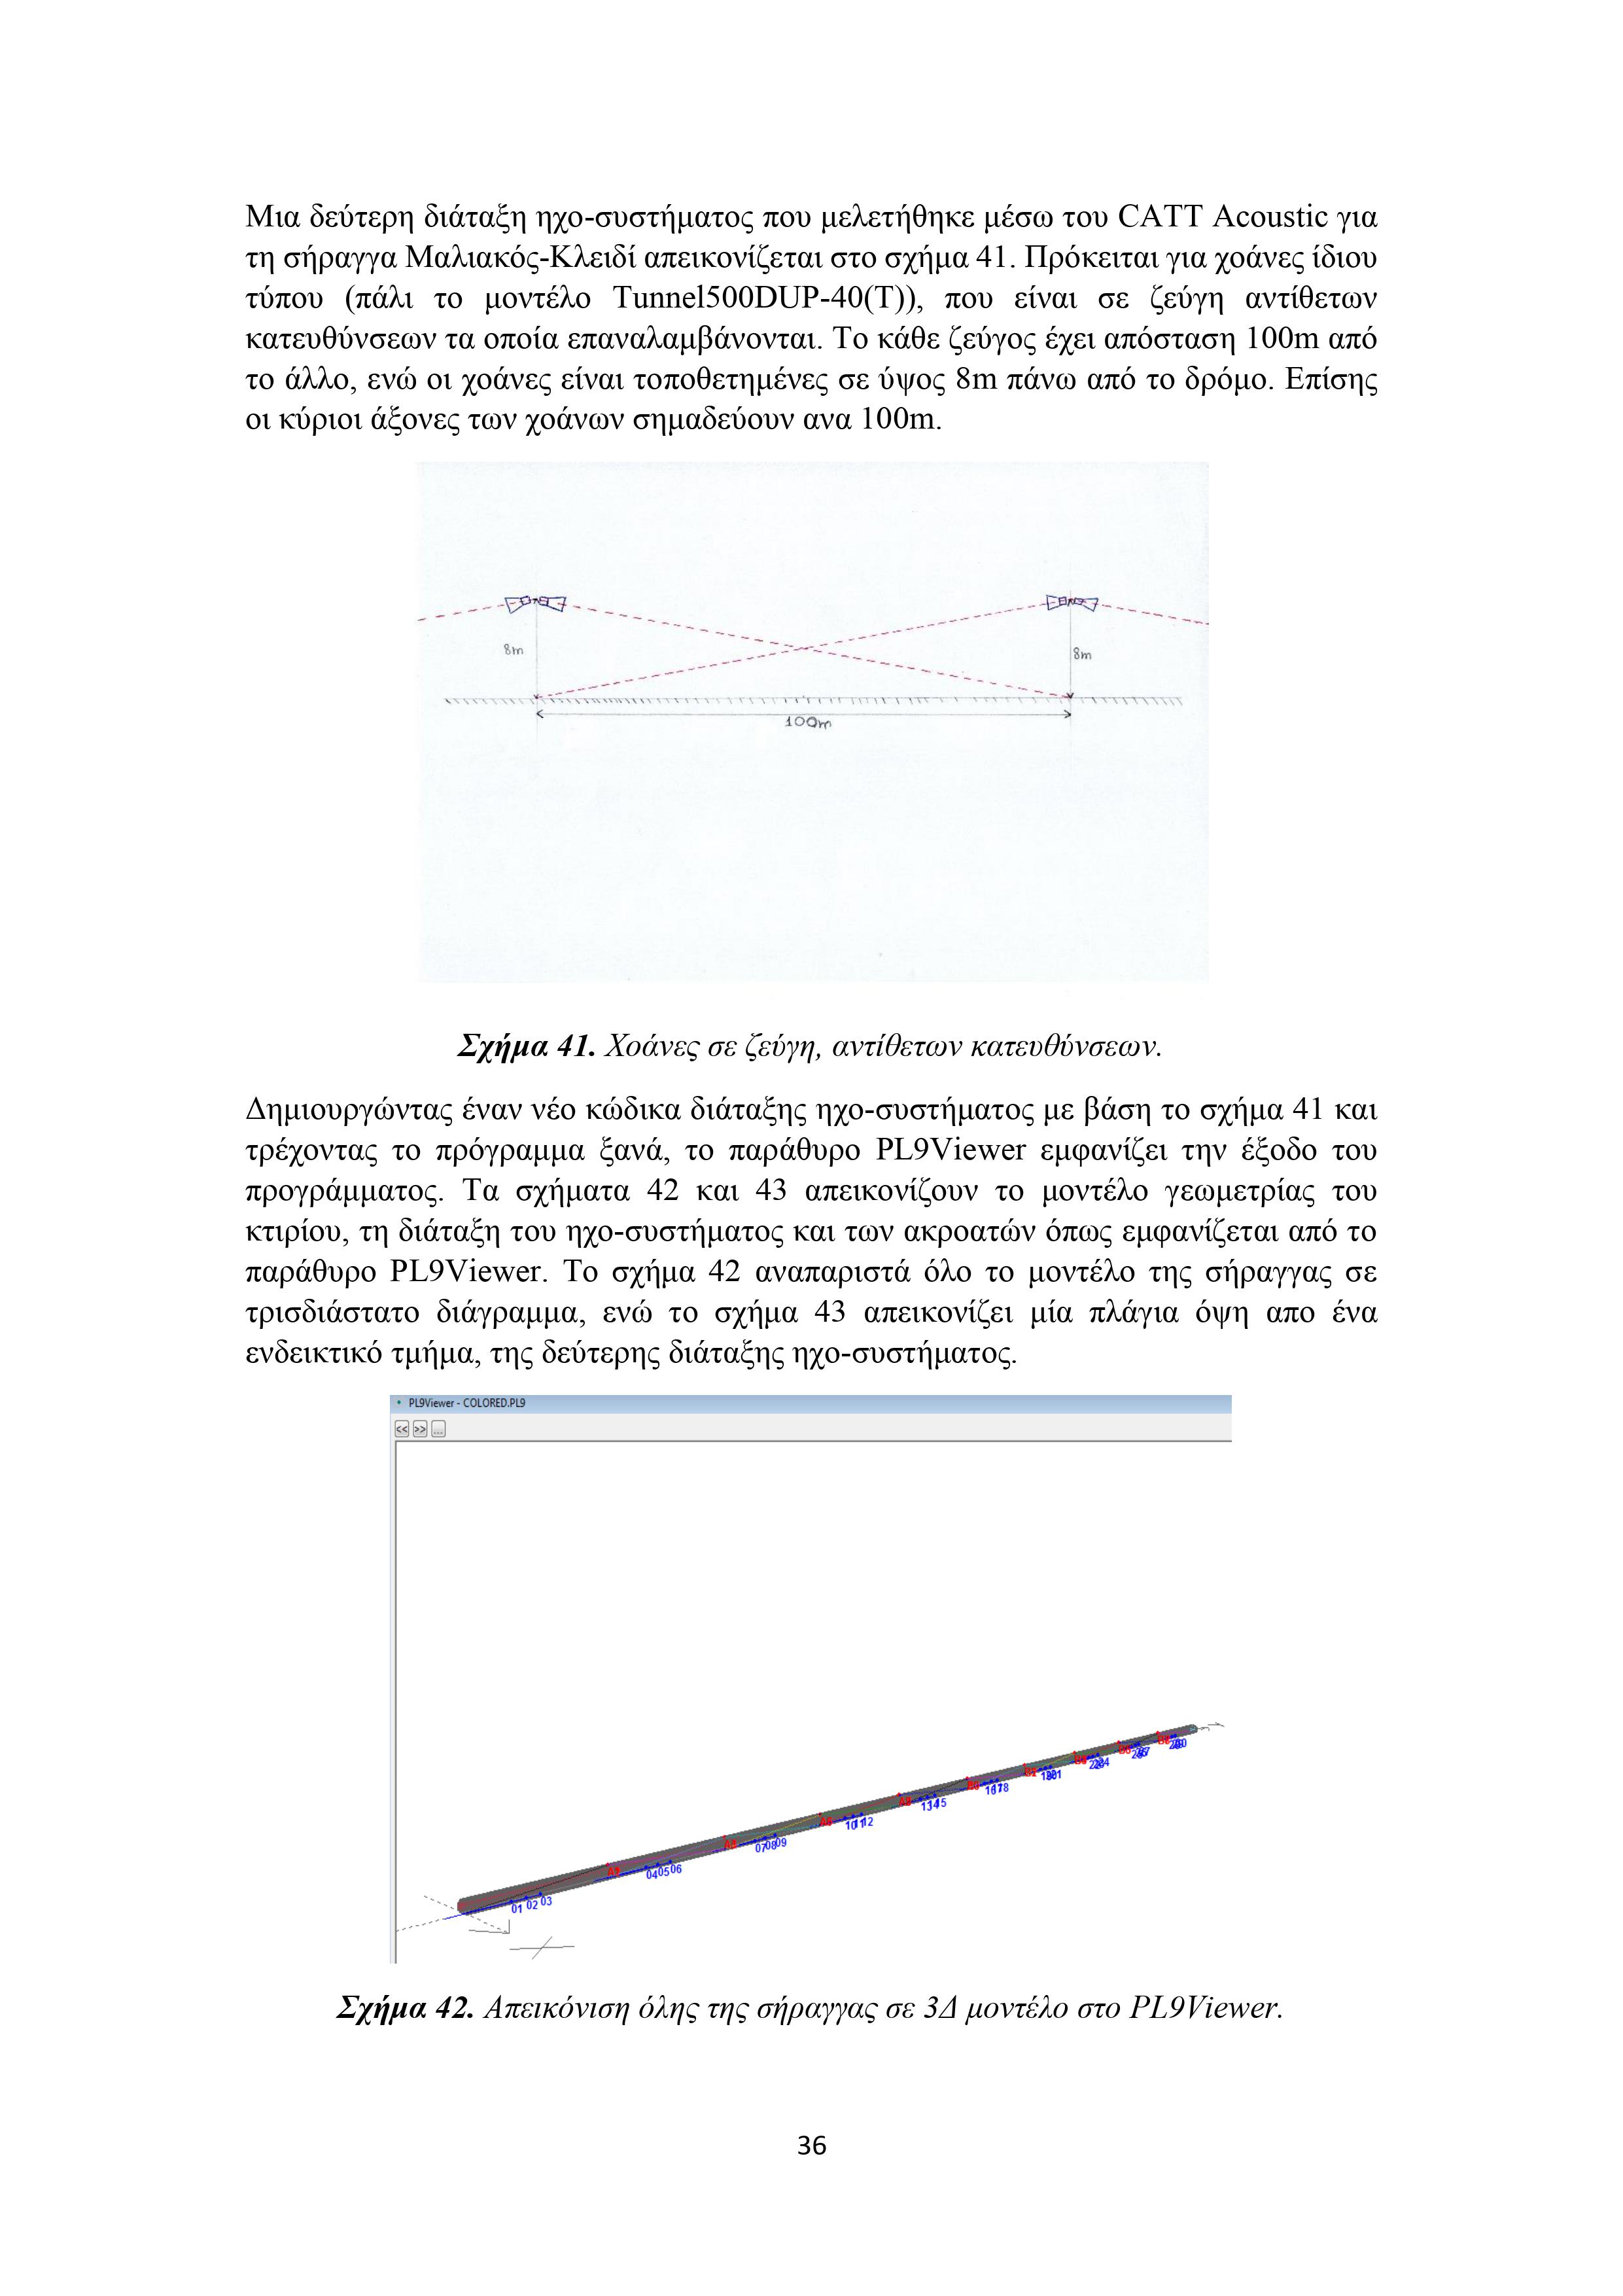 Μια δεύτερη διάταξη ηχο-συστήματος που μελετήθηκε μέσω του CATT Acoustic για
τη σήραγγα Μαλιακός-Κλειδί απεικονίζεται στο σχήμα 41. Πρόκειται για χοάνες ίδιου
τύπου (πάλι το μοντέλο Tunnel500DUP-40(T)), που είναι σε ζεύγη αντίθετων
κατευθύνσεων τα οποία επαναλαμβάνονται. Το κάθε ζεύγος έχει απόσταση 100m από
το άλλο, ενώ οι χοάνες είναι τοποθετημένες σε ύψος 8m πάνω από το δρόμο. Επίσης
οι κύριοι άξονες των χοάνων σημαδεύουν ανα 100m.
8m
8m
100m
Σχήμα 41. Χοάνες σε ζεύγη, αντίθετων κατευθύνσεων.
Δημιουργώντας έναν νέο κώδικα διάταξης ηχο-συστήματος με βάση το σχήμα 41 και
τρέχοντας το πρόγραμμα ξανά, το παράθυρο PL9Viewer εμφανίζει την έξοδο του
προγράμματος. Τα σχήματα 42 και 43 απεικονίζουν το μοντέλο γεωμετρίας του
κτιρίου, τη διάταξη του ηχο-συστήματος και των ακροατών όπως εμφανίζεται από το
παράθυρο PL9Viewer. Το σχήμα 42 αναπαριστά όλο το μοντέλο της σήραγγας σε
τρισδιάστατο διάγραμμα, ενώ το σχήμα 43 απεικονίζει μία πλάγια όψη απο ένα
ενδεικτικό τμήμα, της δεύτερης διάταξης ηχο-συστήματος.
PL9Viewer - COLORED.PL9
<< >> ...
01 02 03
04 05 06
07 08 09
10 11 12
Σχήμα 42. Απεικόνιση όλης της σήραγγας σε 3Δ μοντέλο στο PL9Viewer.
36